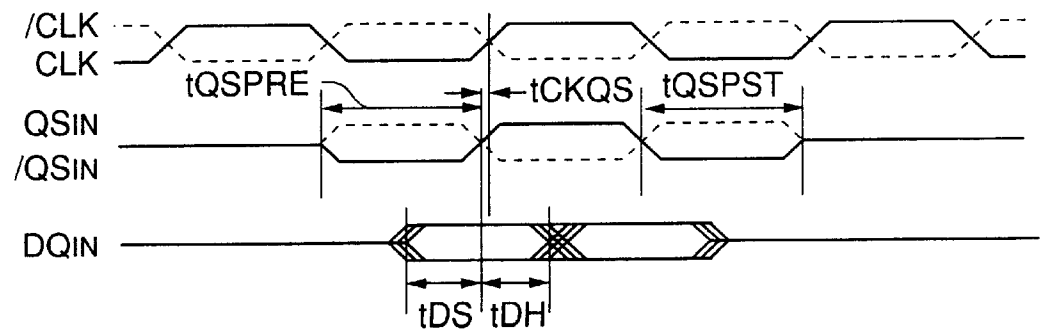 /CLK
CLK
tQSPRE
tCKQS
tQSPST
QSIN
/QSIN
DQIN
tDS
tDH